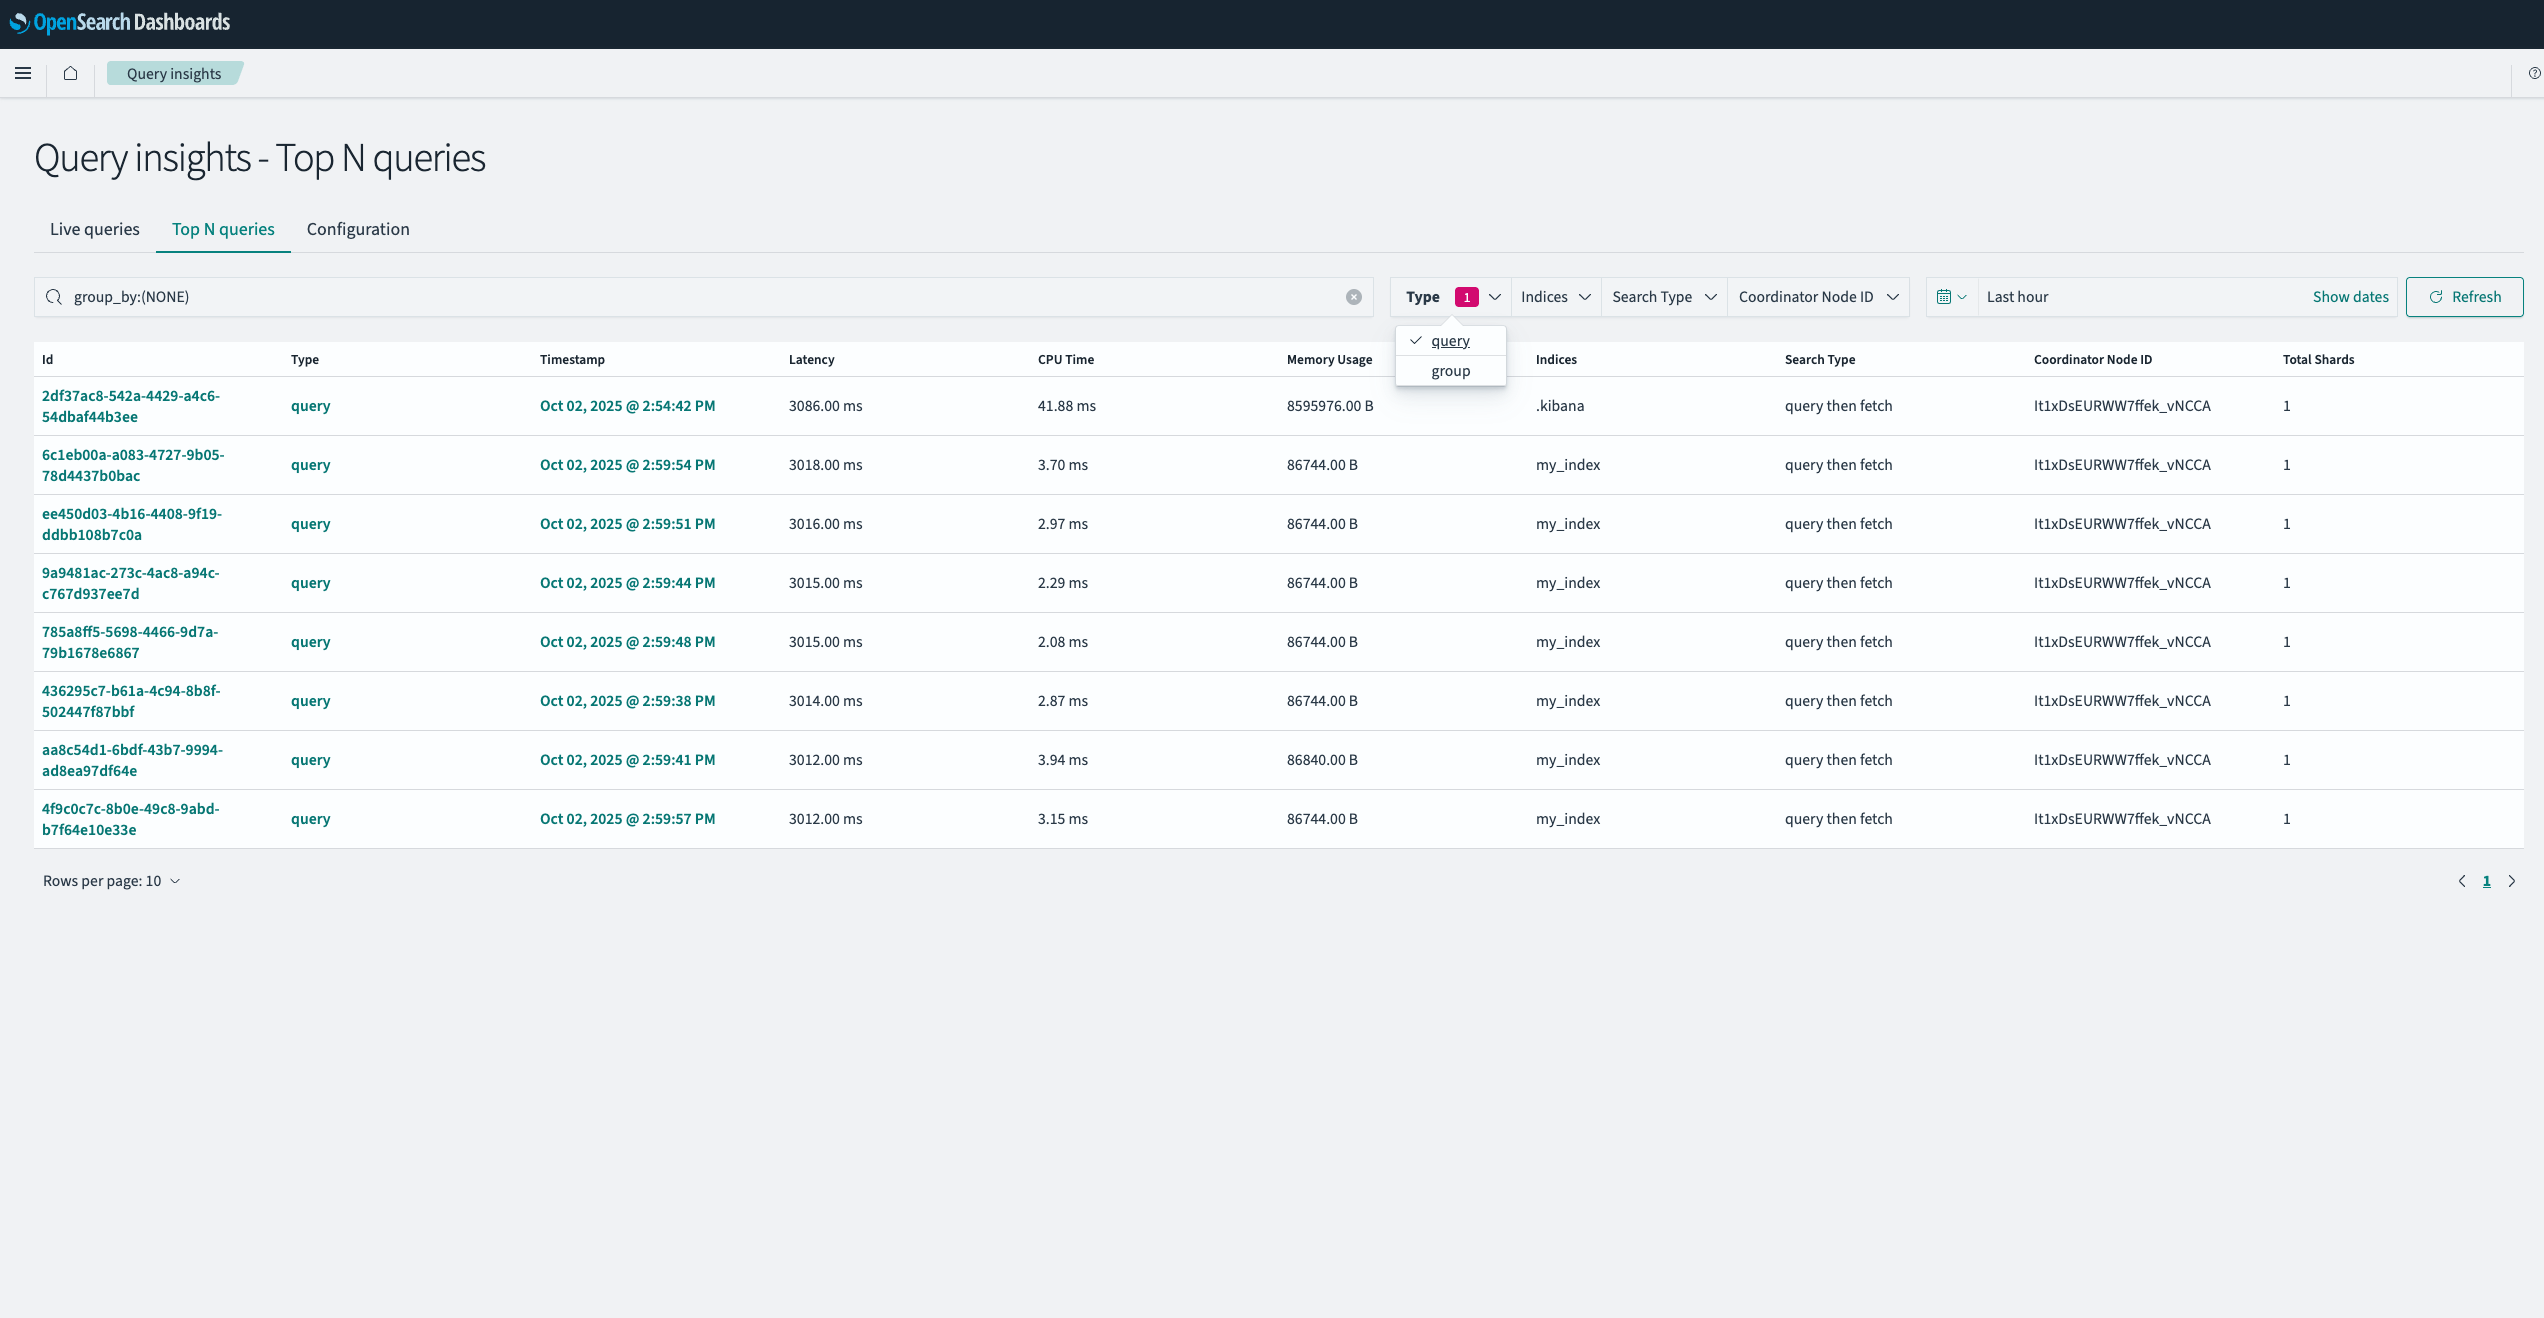 OpenSearch Dashboards
Query insights
Query insights - Top N queries
Live queries Top N queries Configuration
group_by:(NONE) Type 1 Indices Search Type Coordinator Node ID Last hour Show dates Refresh
query
group
Id Type Timestamp Latency CPU Time Memory Usage Indices Search Type Coordinator Node ID Total Shards
2df37ac8-542a-4429-a4c6-
54dbaf44b3ee query Oct 02, 2025 @ 2:54:42 PM 3086.00 ms 41.88 ms 8595976.00 B .kibana query then fetch It1xDsEURWW7ffek_vNCCA 1
6c1eb00a-a083-4727-9b05-
78d4437b0bac query Oct 02, 2025 @ 2:59:54 PM 3018.00 ms 3.70 ms 86744.00 B my_index query then fetch It1xDsEURWW7ffek_vNCCA 1
ee450d03-4b16-4408-9f19-
ddbb108b7c0a query Oct 02, 2025 @ 2:59:51 PM 3016.00 ms 2.97 ms 86744.00 B my_index query then fetch It1xDsEURWW7ffek_vNCCA 1
9a9481ac-273c-4ac8-a94c-
c767d937ee7d query Oct 02, 2025 @ 2:59:44 PM 3015.00 ms 2.29 ms 86744.00 B my_index query then fetch It1xDsEURWW7ffek_vNCCA 1
785a8ff5-5698-4466-9d7a-
79b1678e6867 query Oct 02, 2025 @ 2:59:48 PM 3015.00 ms 2.08 ms 86744.00 B my_index query then fetch It1xDsEURWW7ffek_vNCCA 1
436295c7-b61a-4c94-8b8f-
502447f87bbf query Oct 02, 2025 @ 2:59:38 PM 3014.00 ms 2.87 ms 86744.00 B my_index query then fetch It1xDsEURWW7ffek_vNCCA 1
aa8c54d1-6bdf-43b7-9994-
ad8ea97df64e query Oct 02, 2025 @ 2:59:41 PM 3012.00 ms 3.94 ms 86840.00 B my_index query then fetch It1xDsEURWW7ffek_vNCCA 1
4f9c0c7c-8b0e-49c8-9abd-
b7f64e10e33e query Oct 02, 2025 @ 2:59:57 PM 3012.00 ms 3.15 ms 86744.00 B my_index query then fetch It1xDsEURWW7ffek_vNCCA 1
Rows per page: 10 1